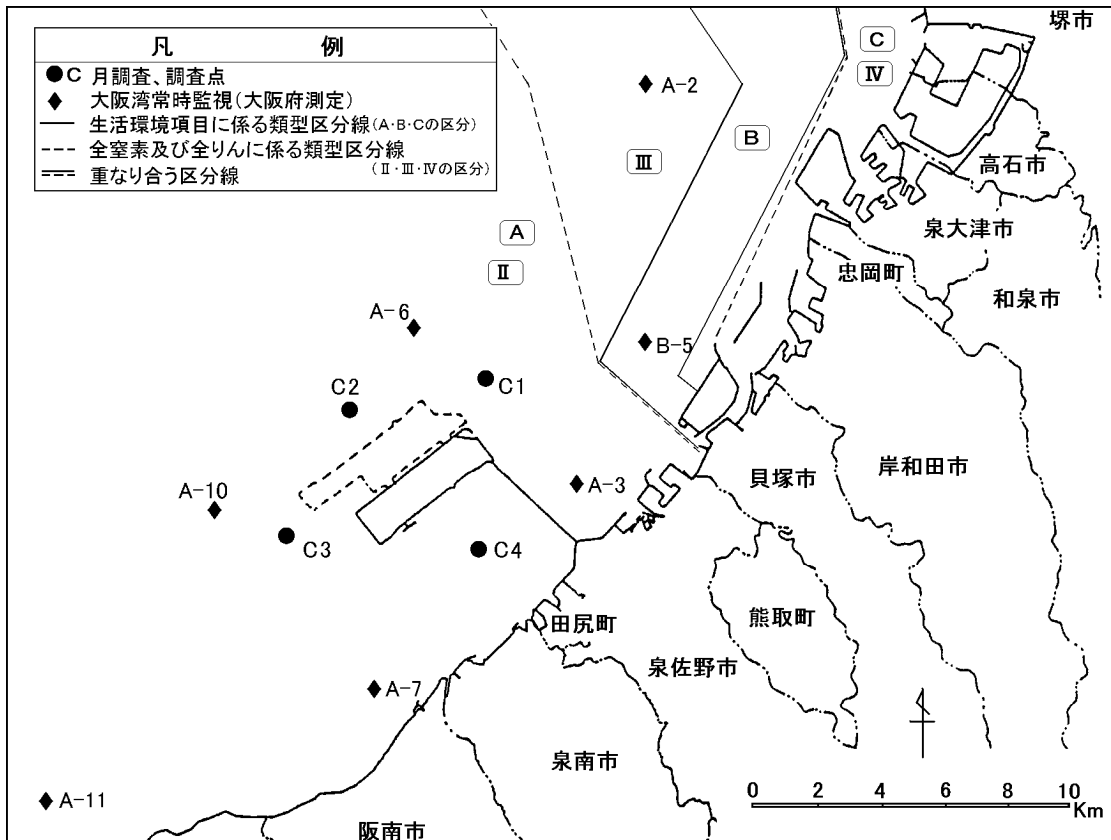 凡 例
C 月調査、調査点
大阪湾常時監視(大阪府測定)
生活環境項目に係る類型区分線(A・B・Cの区分)
全窒素及び全りんに係る類型区分線
(Ⅱ・Ⅲ・Ⅳの区分)
重なり合う区分線
堺市
C
Ⅳ
A-2
B
Ⅲ
高石市
泉大津市
A
Ⅱ
忠岡町
和泉市
A-6
B-5
C1
C2
岸和田市
貝塚市
A-3
A-10
C3
C4
熊取町
田尻町
泉佐野市
A-7
泉南市
A-11
阪南市
0 2 4 6 8 10
Km